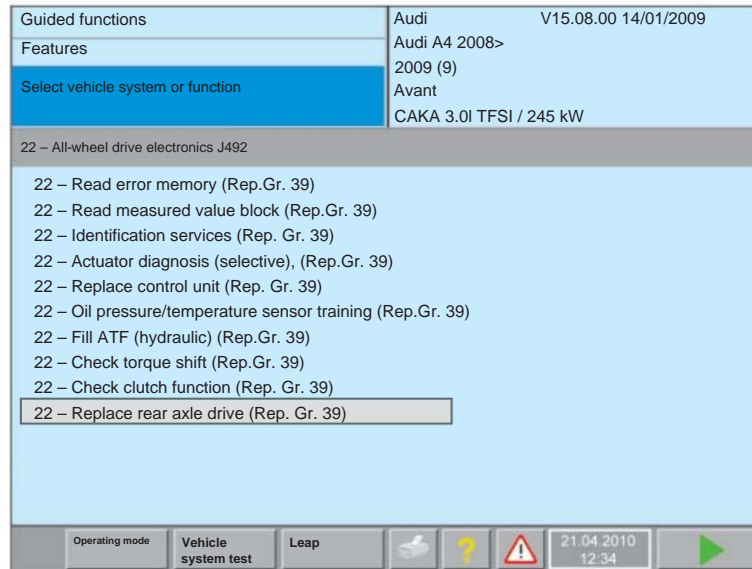 Guided functions
Features
Select vehicle system or function
Audi V15.08.00 14/01/2009
Audi A4 2008>
2009 (9)
Avant
CAKA 3.0l TFSI / 245 kW
22 – All-wheel drive electronics J492
22 – Read error memory (Rep.Gr. 39)
22 – Read measured value block (Rep.Gr. 39)
22 – Identification services (Rep. Gr. 39)
22 – Actuator diagnosis (selective), (Rep.Gr. 39)
22 – Replace control unit (Rep. Gr. 39)
22 – Oil pressure/temperature sensor training (Rep.Gr. 39)
22 – Fill ATF (hydraulic) (Rep.Gr. 39)
22 – Check torque shift (Rep.Gr. 39)
22 – Check clutch function (Rep. Gr. 39)
22 – Replace rear axle drive (Rep. Gr. 39)
Operating mode
Vehicle
system test
Leap
?
!
21.04.2010
12:34